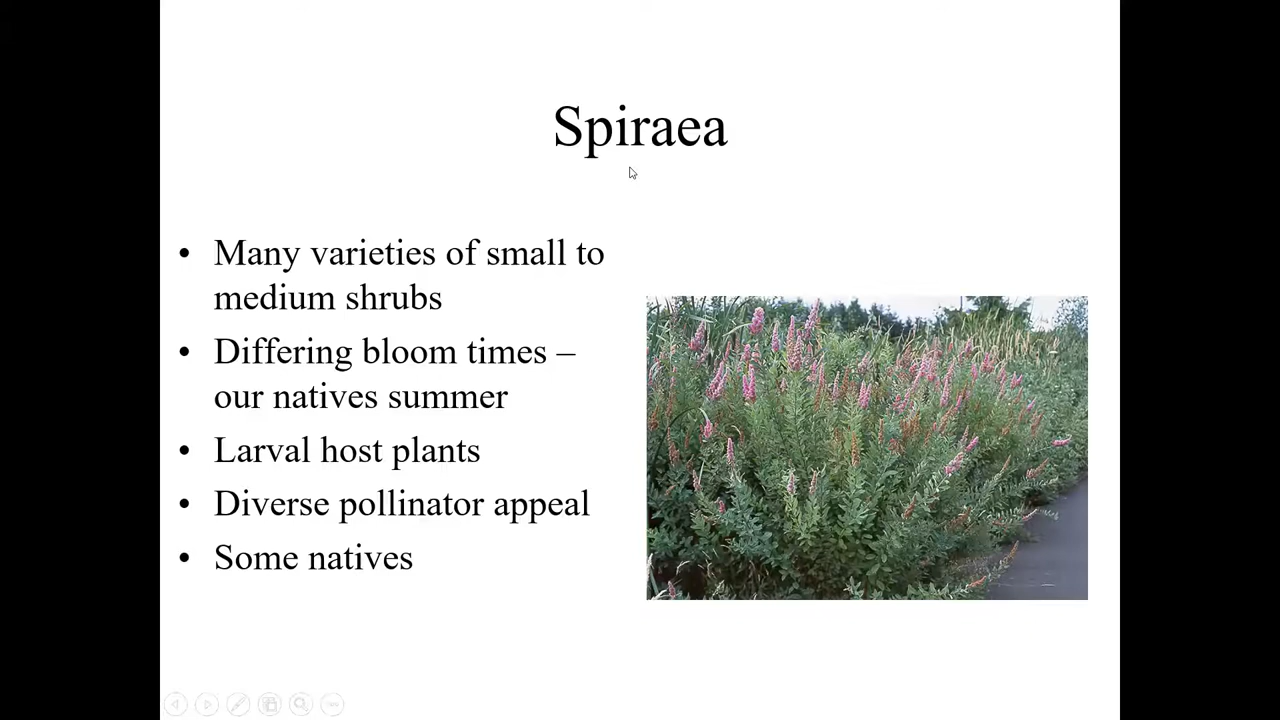 Spiraea
• Many varieties of small to
medium shrubs
• Differing bloom times –
our natives summer
• Larval host plants
• Diverse pollinator appeal
• Some natives